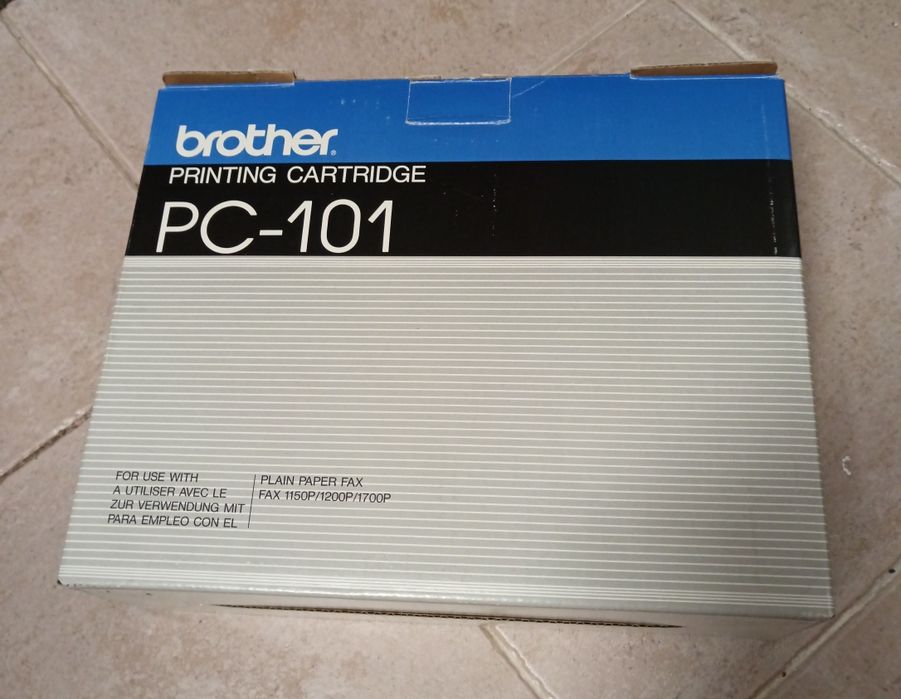 brother®
PRINTING CARTRIDGE
PC-101
FOR USE WITH
A UTILISER AVEC LE
ZUR VERWENDUNG MIT
PARA EMPLEO CON EL
PLAIN PAPER FAX
FAX 1150P/1200P/1700P